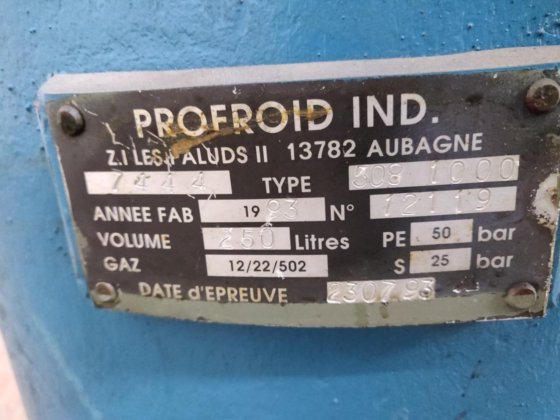 PROFROID IND.
Z.I LES PALUDS II 13782 AUBAGNE
7444 TYPE 308 1000
ANNEE FAB 1993 N° 12119
VOLUME 250 Litres PE 50 bar
GAZ 12/22/502 S 25 bar
DATE d'EPREUVE 230793